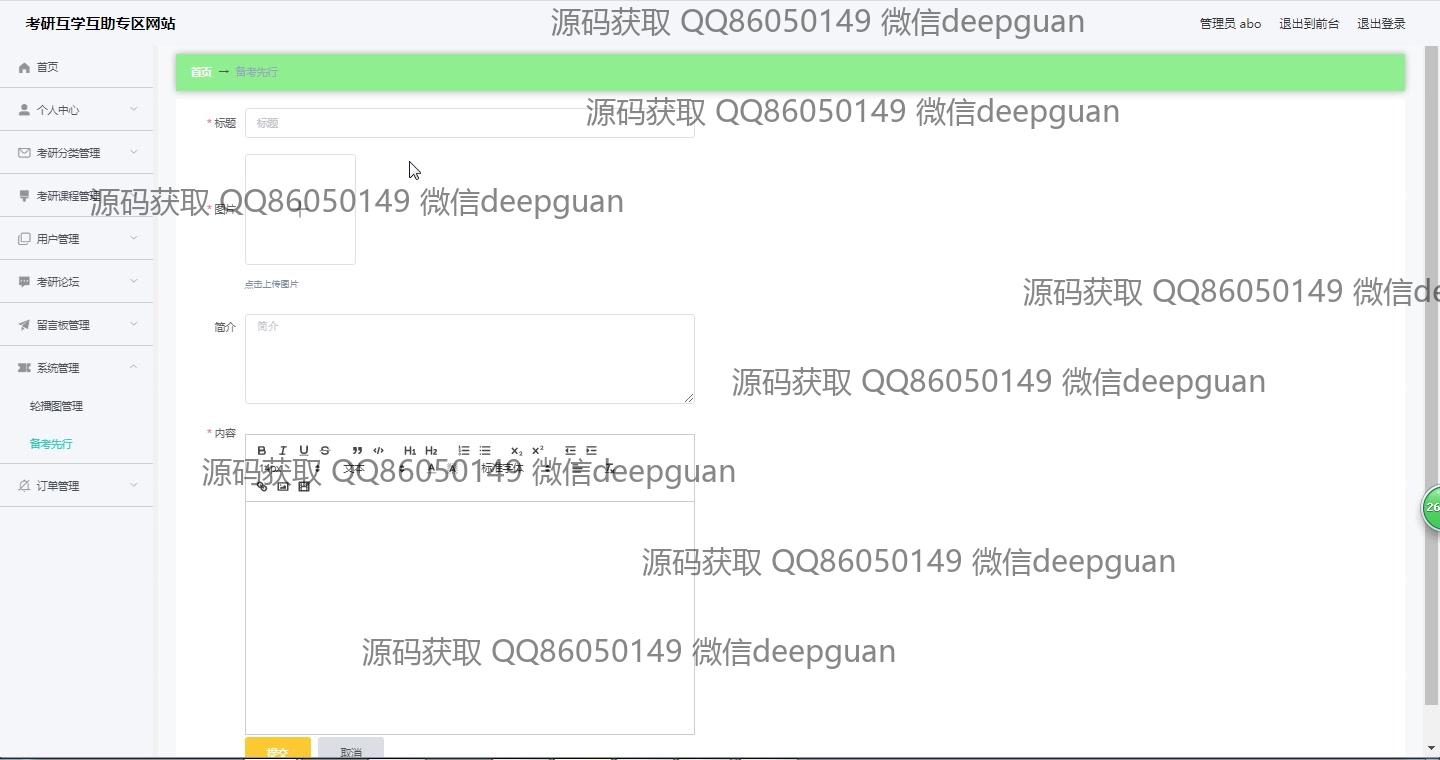 考研互学互助专区网站
源码获取 QQ86050149 微信deepguan
管理员 abo
退出到前台
退出登录
首页
个人中心
考研分类管理
考研课程管理
用户管理
考研论坛
留言板管理
系统管理
轮播图管理
备考先行
订单管理
首页 → 备考先行
* 标题
标题
源码获取 QQ86050149 微信deepguan
源码获取 QQ86050149 微信deepguan
* 图片
点击上传图片
源码获取 QQ86050149 微信de
简介
简介
源码获取 QQ86050149 微信deepguan
* 内容
B I U S ” </> H1 H2 x₂ x²
14px 文本 A A 标准字体 Tx
源码获取 QQ86050149 微信deepguan
26
源码获取 QQ86050149 微信deepguan
源码获取 QQ86050149 微信deepguan
提交
取消